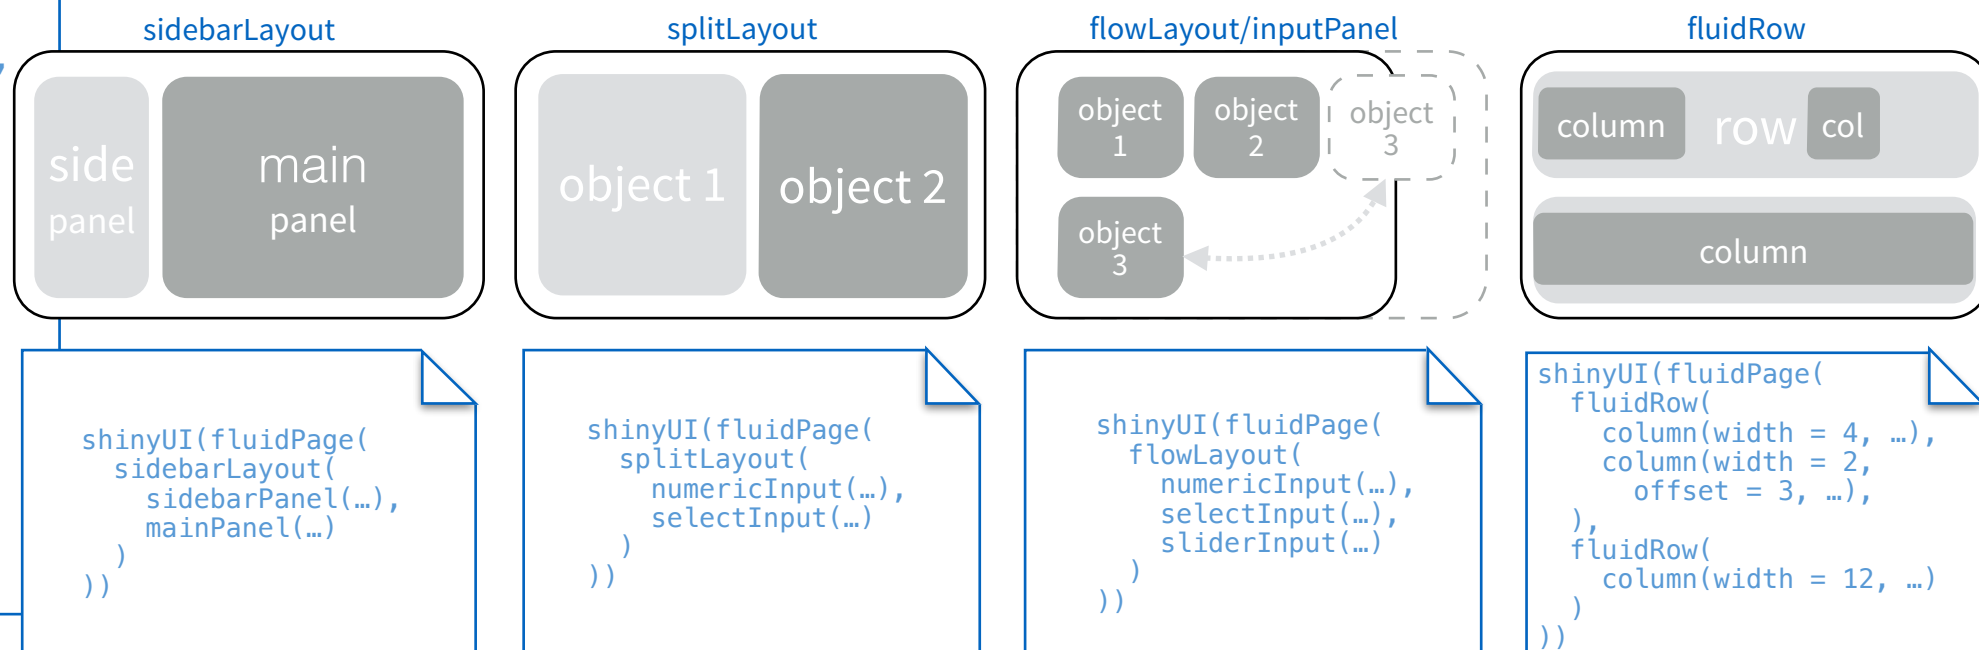 sidebarLayout
side
panel
main
panel
shinyUI(fluidPage(
  sidebarLayout(
    sidebarPanel(…),
    mainPanel(…)
  )
))
splitLayout
object 1
object 2
shinyUI(fluidPage(
  splitLayout(
    numericInput(…),
    selectInput(…)
  )
))
flowLayout/inputPanel
object
1
object
2
object
3
object
3
shinyUI(fluidPage(
  flowLayout(
    numericInput(…),
    selectInput(…),
    sliderInput(…)
  )
))
fluidRow
column
row
col
column
shinyUI(fluidPage(
  fluidRow(
    column(width = 4, …),
    column(width = 2,
      offset = 3, …),
  ),
  fluidRow(
    column(width = 12, …)
  )
))